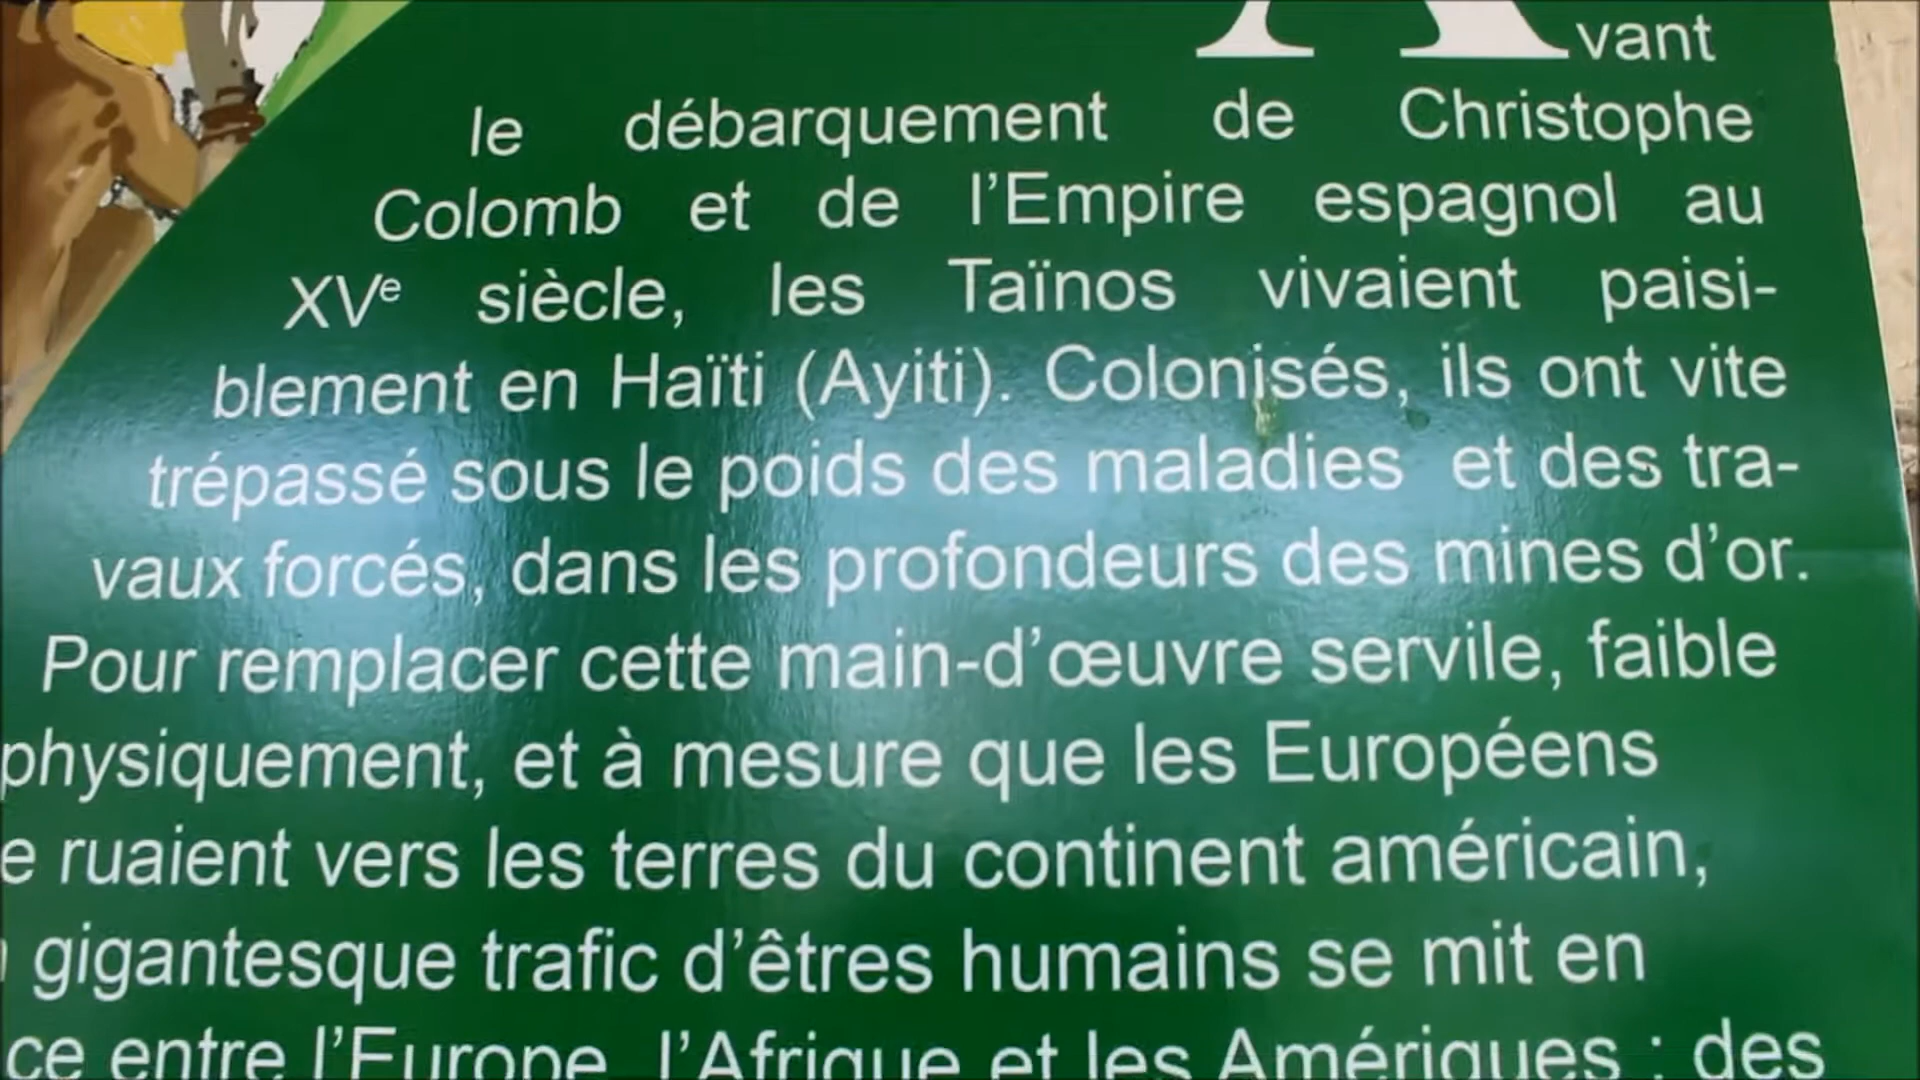 Avant
le débarquement de Christophe
Colomb et de l’Empire espagnol au
XVe siècle, les Taïnos vivaient paisi-
blement en Haïti (Ayiti). Colonisés, ils ont vite
trépassé sous le poids des maladies et des tra-
vaux forcés, dans les profondeurs des mines d’or.
Pour remplacer cette main-d’œuvre servile, faible
physiquement, et à mesure que les Européens
e ruaient vers les terres du continent américain,
gigantesque trafic d’êtres humains se mit en
ce entre l’Europe, l’Afrique et les Amériques : des